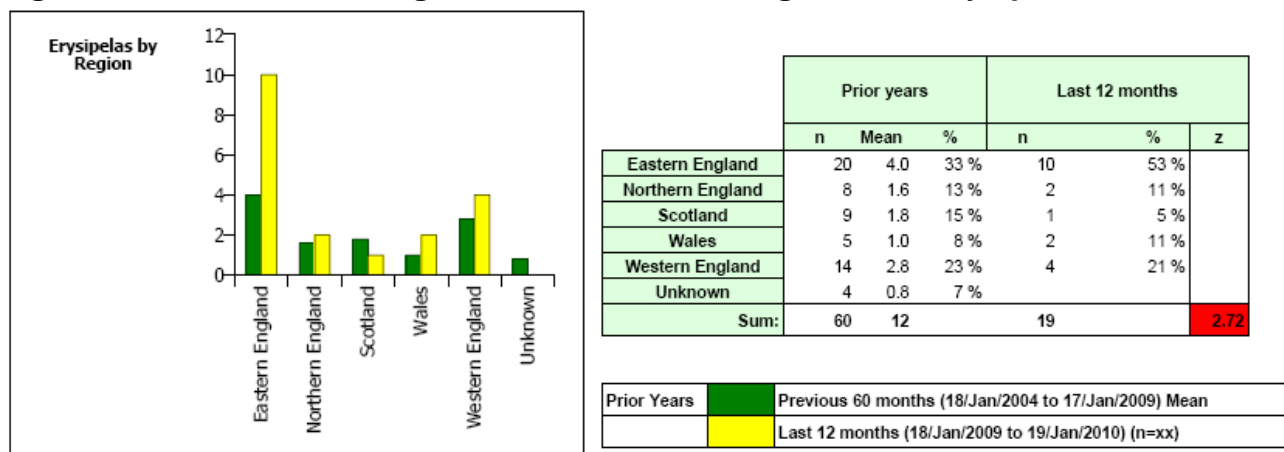 Erysipelas by
Region
12
10
8
6
4
2
0
Eastern England
Northern England
Scotland
Wales
Western England
Unknown
Prior years Last 12 months
n Mean % n % z
Eastern England 20 4.0 33 % 10 53 %
Northern England 8 1.6 13 % 2 11 %
Scotland 9 1.8 15 % 1 5 %
Wales 5 1.0 8 % 2 11 %
Western England 14 2.8 23 % 4 21 %
Unknown 4 0.8 7 %
Sum: 60 12 19 2.72
Prior Years Previous 60 months (18/Jan/2004 to 17/Jan/2009) Mean
Last 12 months (18/Jan/2009 to 19/Jan/2010) (n=xx)